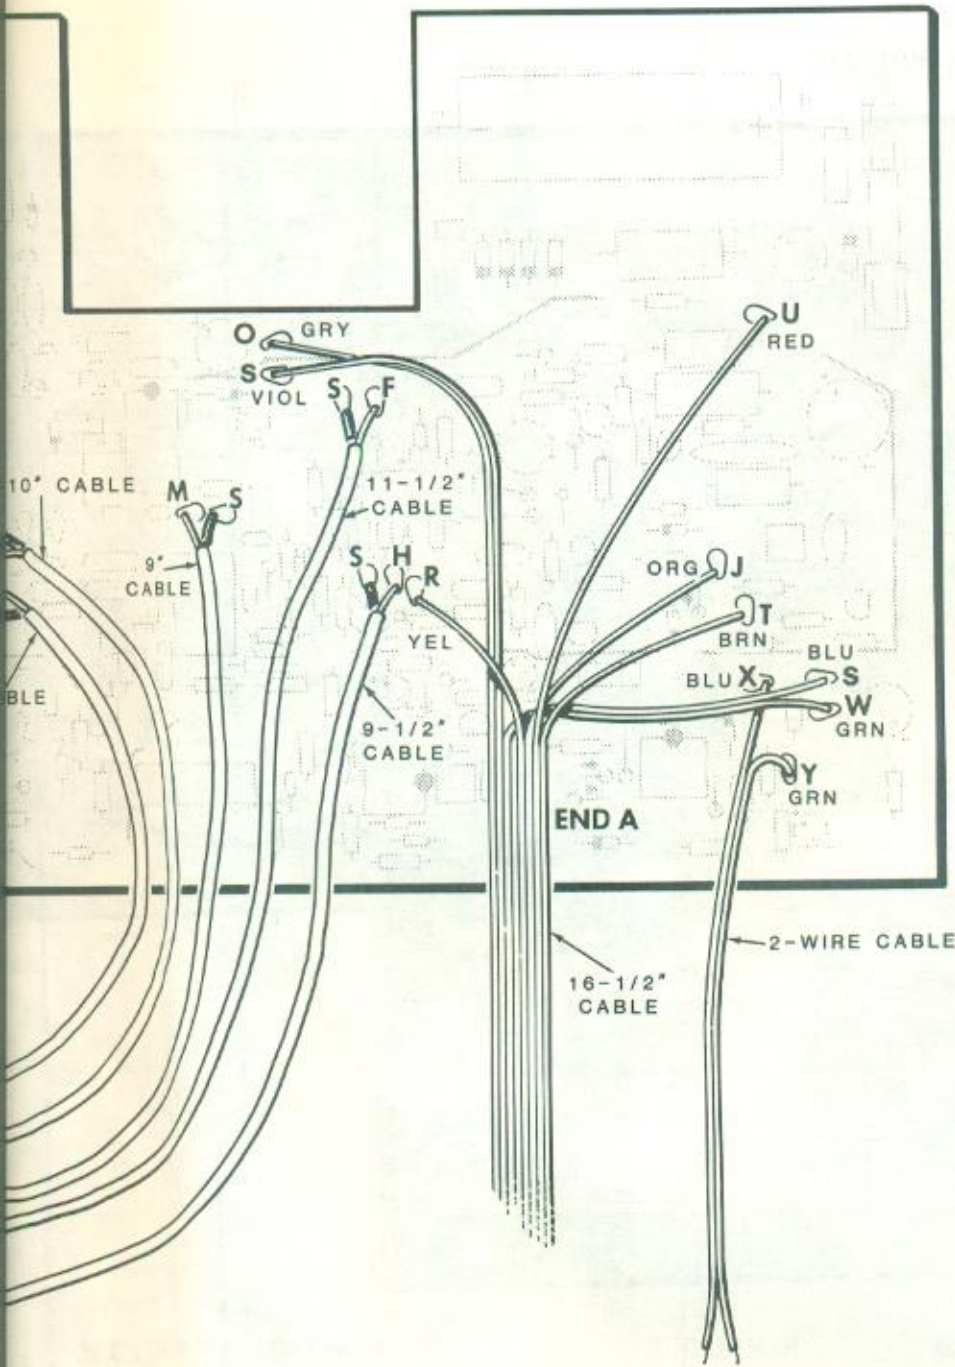 O GRY
S
VIOL
S F
U
RED
10" CABLE
M S
11-1/2"
CABLE
9"
CABLE
S H R
YEL
ORG J
T
BRN
BLU X
BLU
S
W
GRN
9-1/2"
CABLE
Y
GRN
END A
2-WIRE CABLE
16-1/2"
CABLE